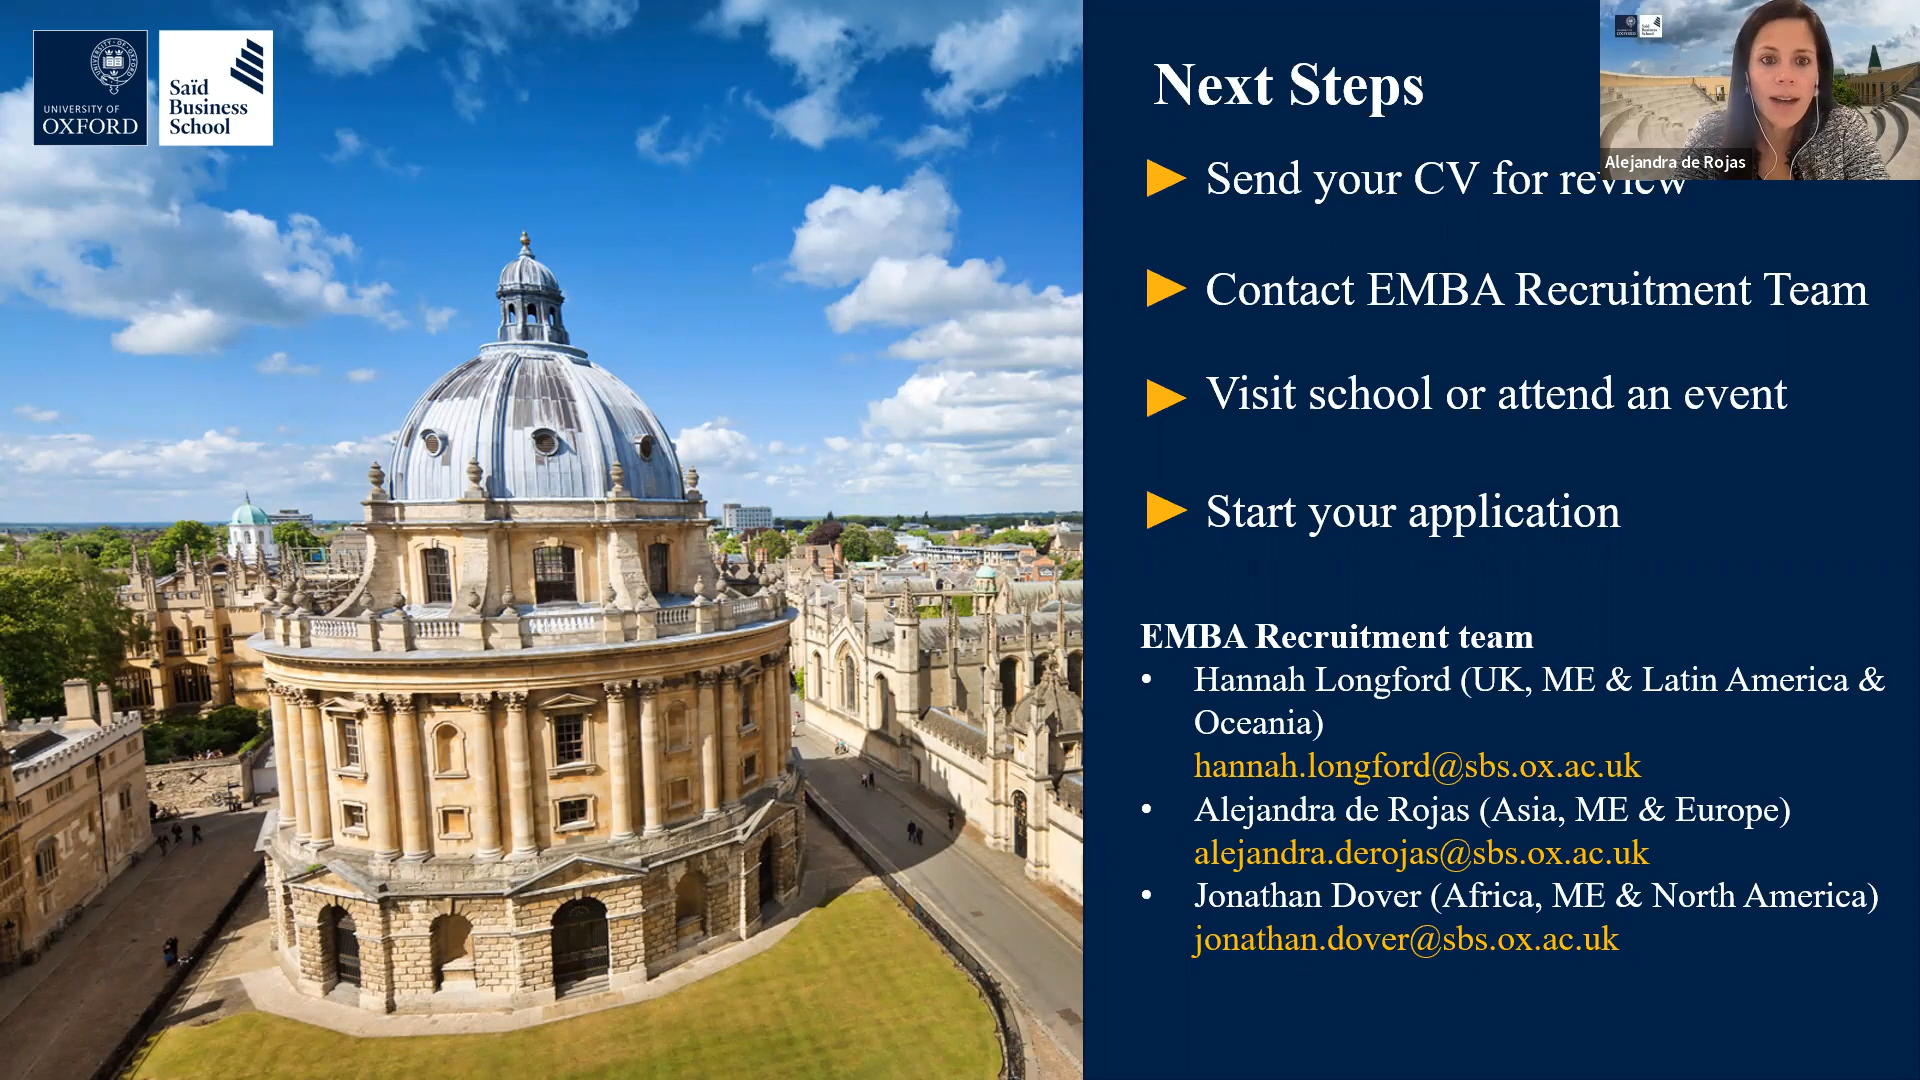 UNIVERSITY OF
OXFORD
Saïd
Business
School
Next Steps
Alejandra de Rojas
Send your CV for review
Contact EMBA Recruitment Team
Visit school or attend an event
Start your application
EMBA Recruitment team
• Hannah Longford (UK, ME & Latin America &
Oceania)
hannah.longford@sbs.ox.ac.uk
• Alejandra de Rojas (Asia, ME & Europe)
alejandra.derojas@sbs.ox.ac.uk
• Jonathan Dover (Africa, ME & North America)
jonathan.dover@sbs.ox.ac.uk